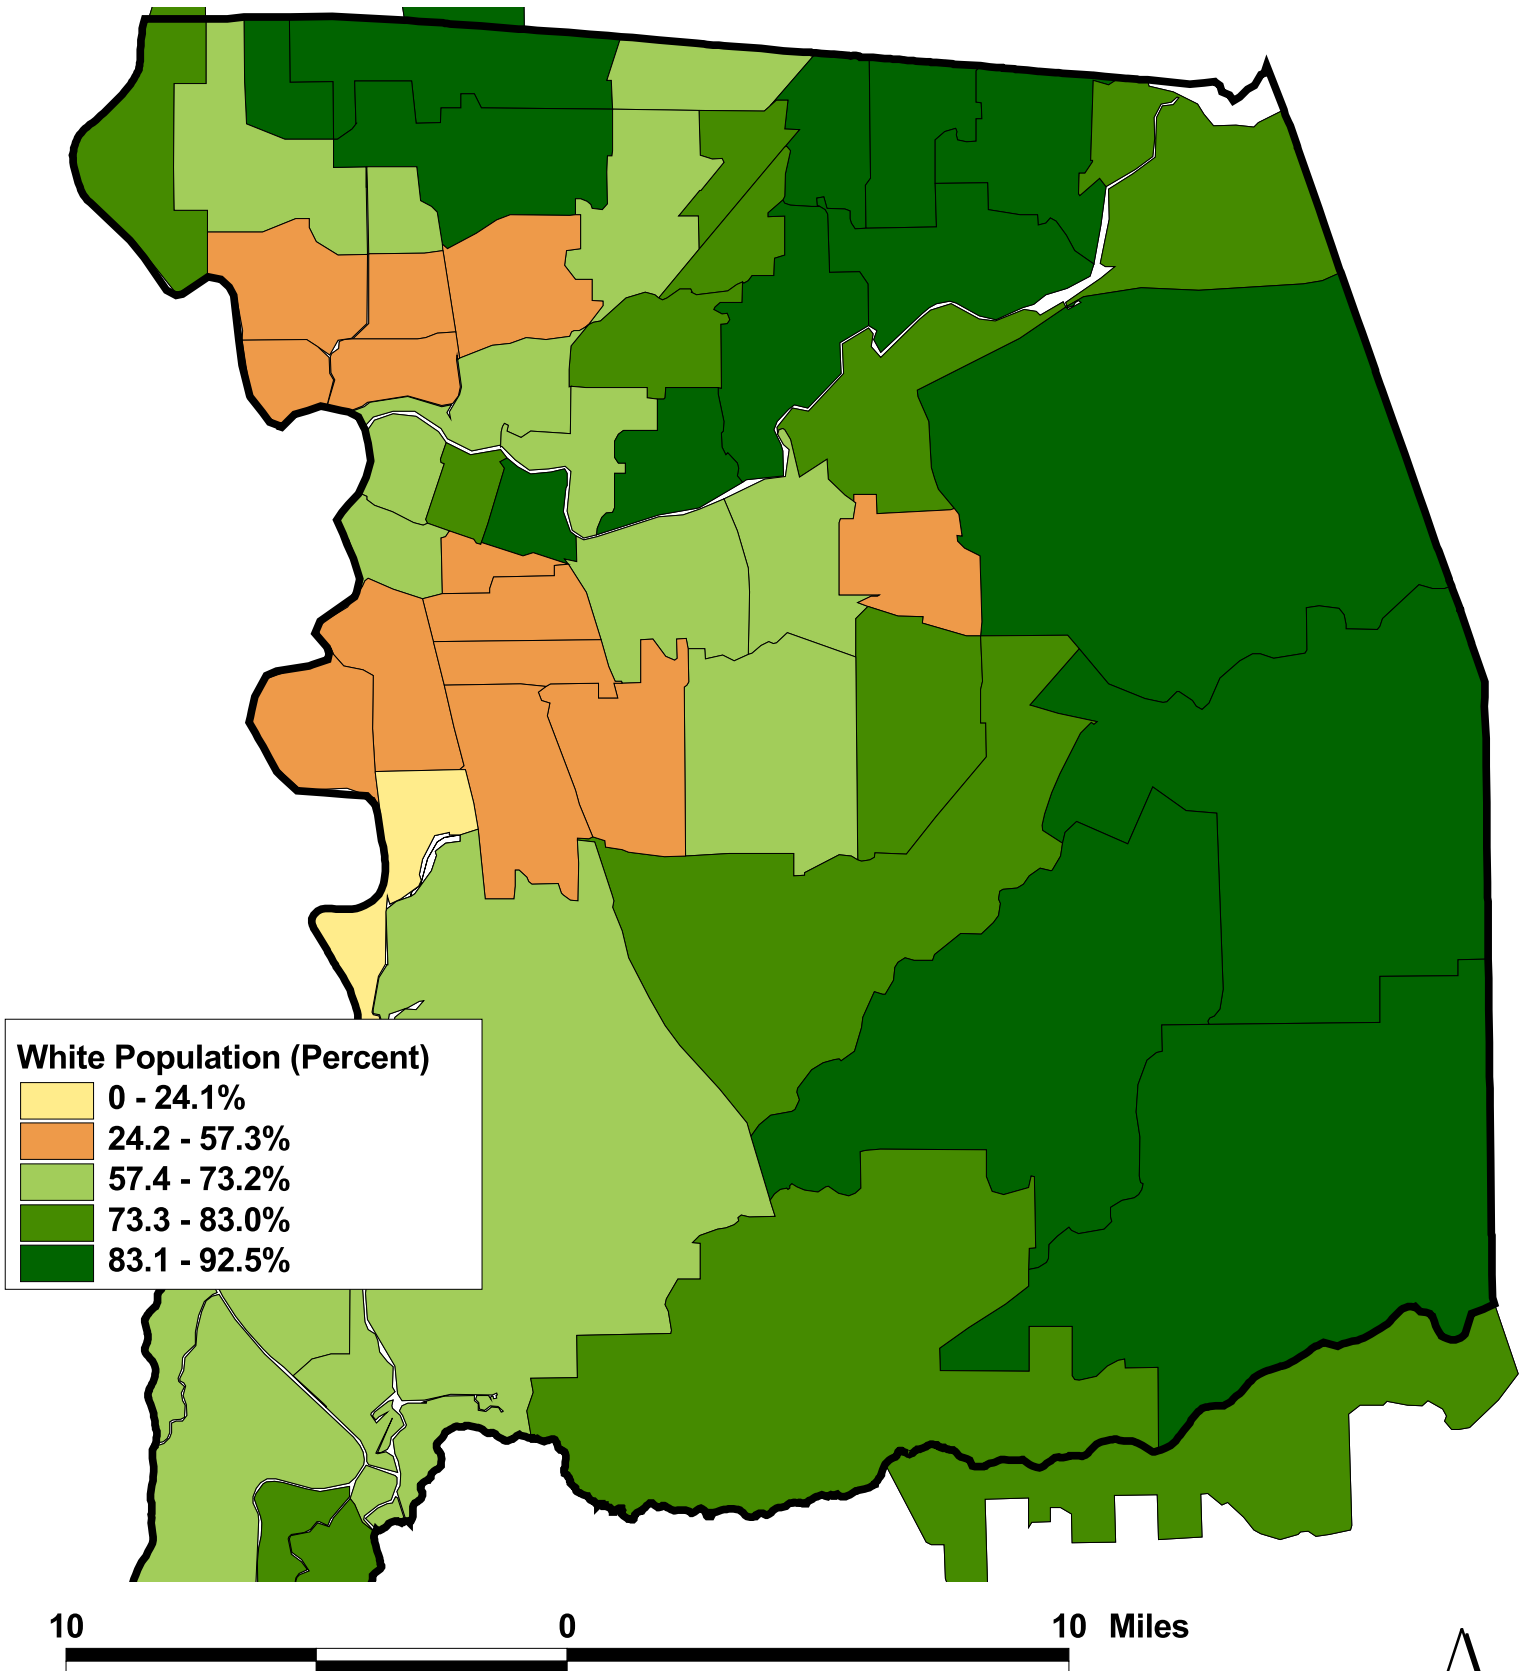 White Population (Percent)
0 - 24.1%
24.2 - 57.3%
57.4 - 73.2%
73.3 - 83.0%
83.1 - 92.5%
10 0 10 Miles